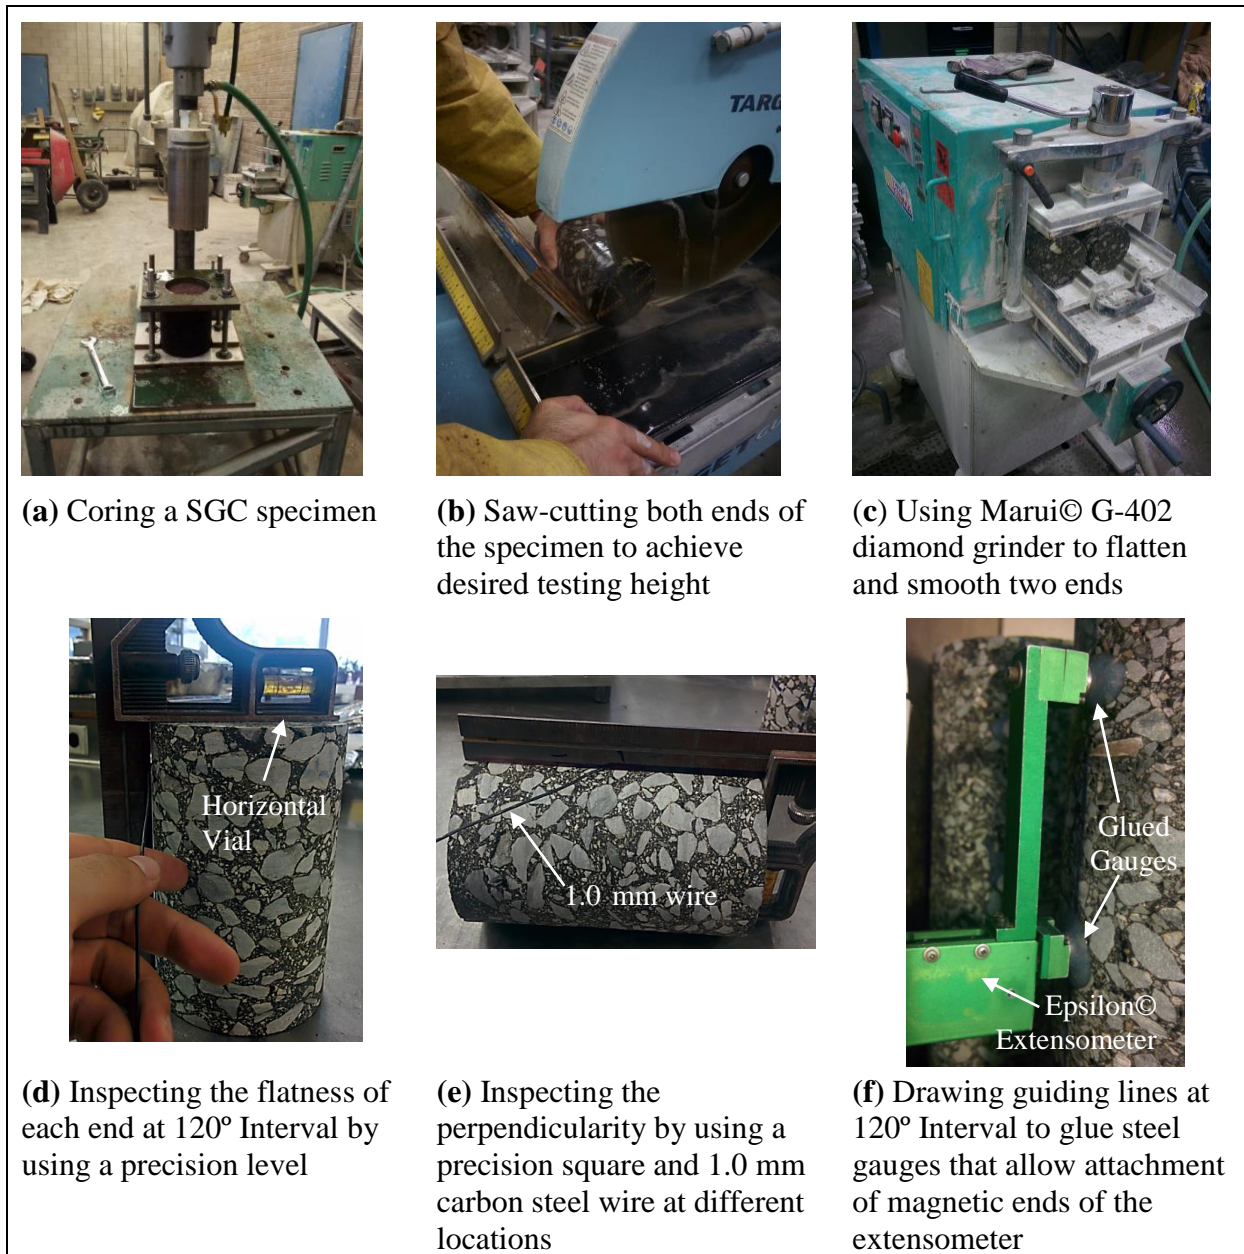 TARG
GET
(a) Coring a SGC specimen
(b) Saw-cutting both ends of
the specimen to achieve
desired testing height
(c) Using Marui© G-402
diamond grinder to flatten
and smooth two ends
Horizontal
Vial
1.0 mm wire
Glued
Gauges
Epsilon©
Extensometer
(d) Inspecting the flatness of
each end at 120º Interval by
using a precision level
(e) Inspecting the
perpendicularity by using a
precision square and 1.0 mm
carbon steel wire at different
locations
(f) Drawing guiding lines at
120º Interval to glue steel
gauges that allow attachment
of magnetic ends of the
extensometer